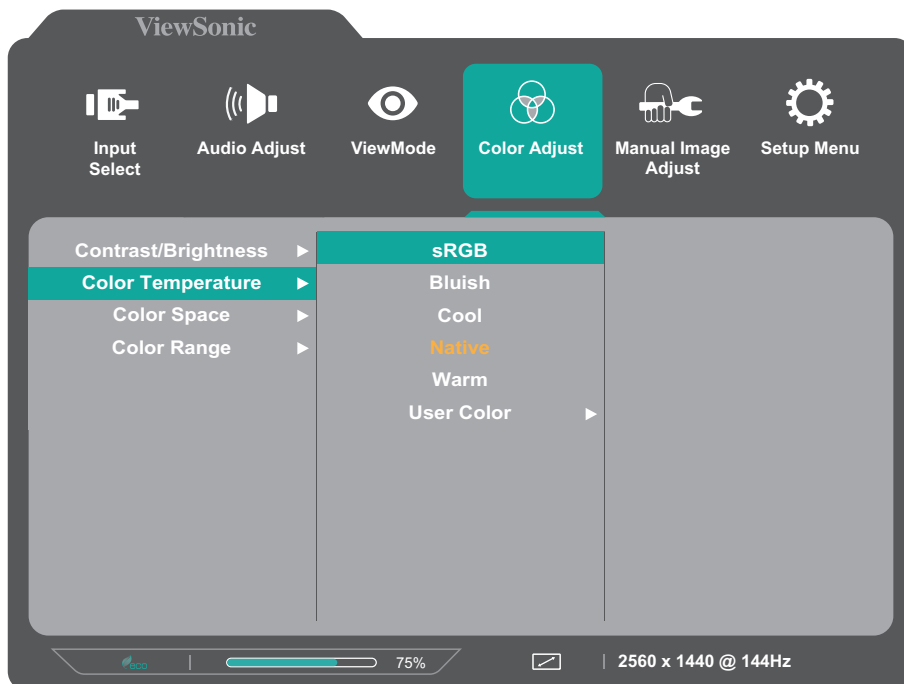 ViewSonic
Input
Select
Audio Adjust
ViewMode
Color Adjust
Manual Image
Adjust
Setup Menu
Contrast/Brightness
Color Temperature
Color Space
Color Range
sRGB
Bluish
Cool
Native
Warm
User Color
eco
75%
2560 x 1440 @ 144Hz